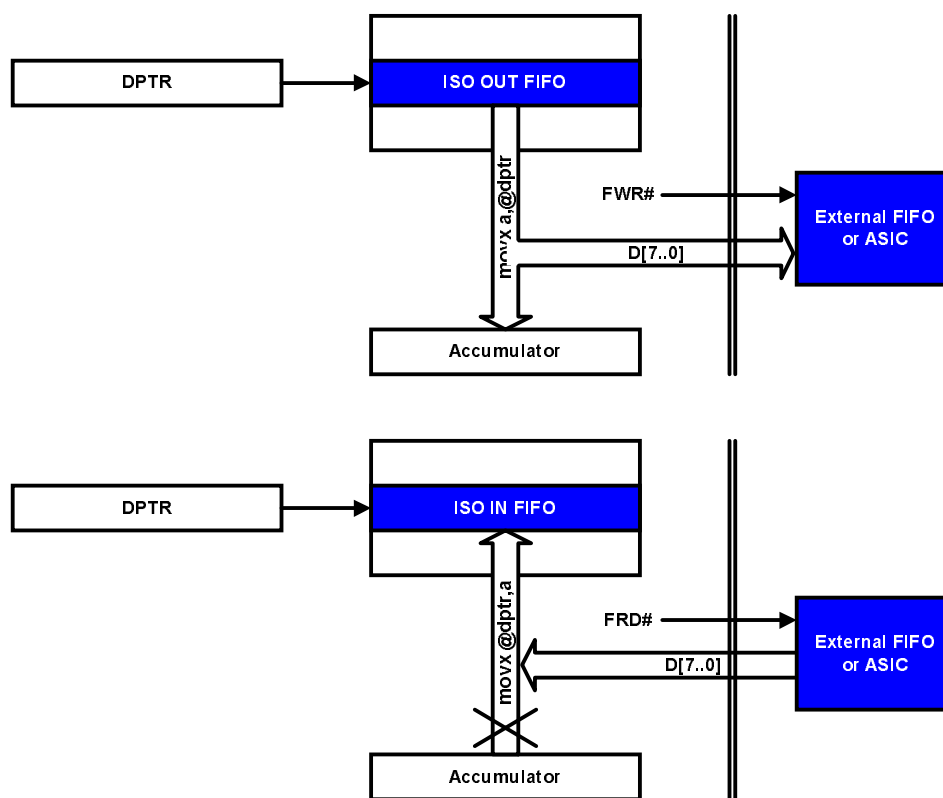 DPTR
ISO OUT FIFO
movx a,@dptr
FWR#
External FIFO
or ASIC
D[7..0]
Accumulator
DPTR
ISO IN FIFO
movx @dptr,a
FRD#
External FIFO
or ASIC
D[7..0]
Accumulator